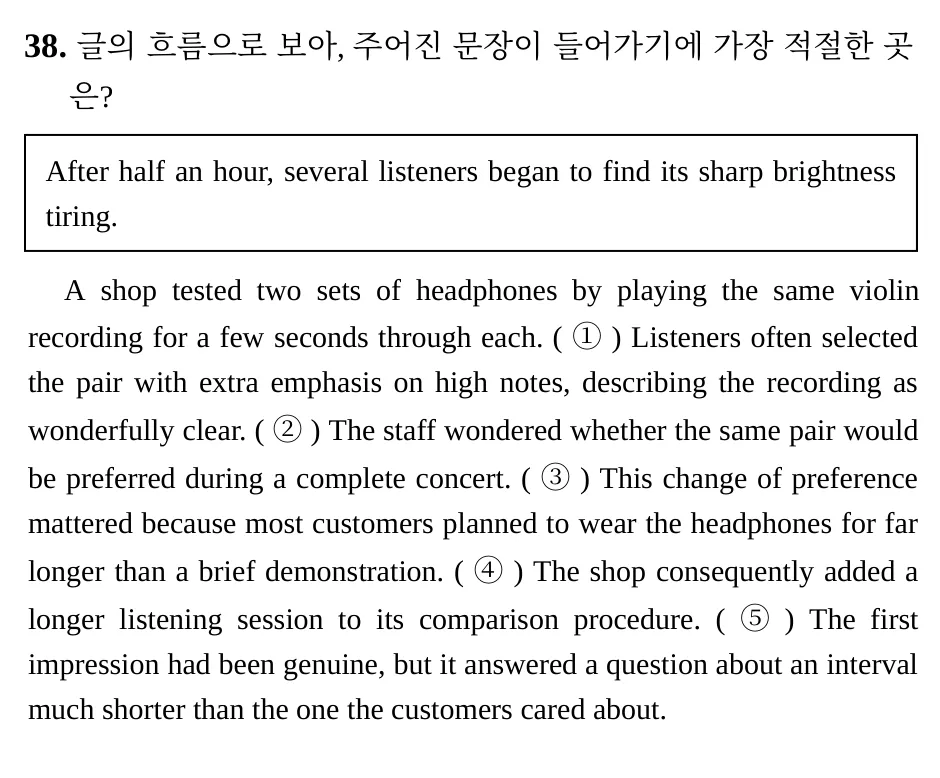 38. 글의 흐름으로 보아, 주어진 문장이 들어가기에 가장 적절한 곳
은?
After half an hour, several listeners began to find its sharp brightness
tiring.
A shop tested two sets of headphones by playing the same violin
recording for a few seconds through each. ( ① ) Listeners often selected
the pair with extra emphasis on high notes, describing the recording as
wonderfully clear. ( ② ) The staff wondered whether the same pair would
be preferred during a complete concert. ( ③ ) This change of preference
mattered because most customers planned to wear the headphones for far
longer than a brief demonstration. ( ④ ) The shop consequently added a
longer listening session to its comparison procedure. ( ⑤ ) The first
impression had been genuine, but it answered a question about an interval
much shorter than the one the customers cared about.